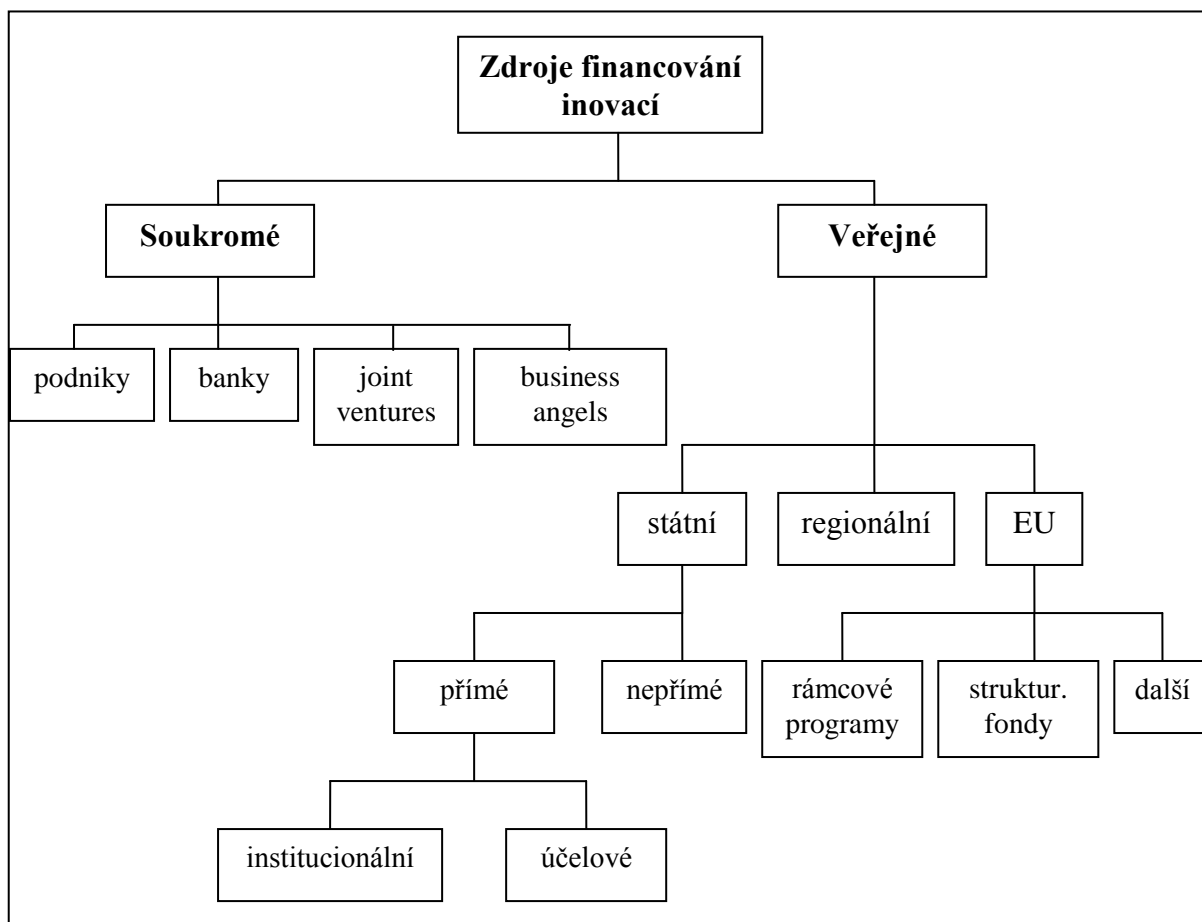 Zdroje financování
inovací
Soukromé
Veřejné
podniky
banky
joint
ventures
business
angels
státní
regionální
EU
přímé
nepřímé
rámcové
programy
struktur.
fondy
další
institucionální
účelové